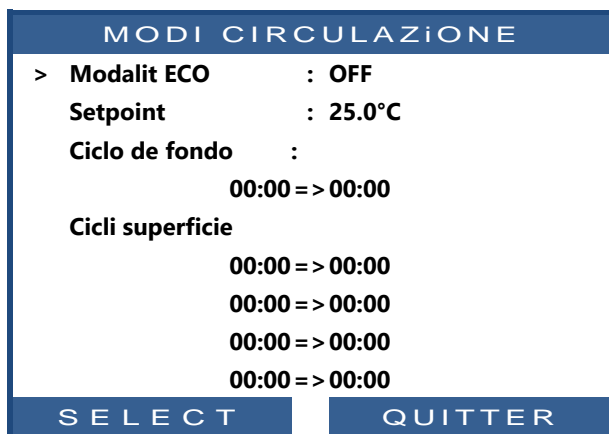 MODI CIRCULAZiONE
> Modalit ECO : OFF
Setpoint : 25.0°C
Ciclo de fondo :
00:00 => 00:00
Cicli superficie
00:00 => 00:00
00:00 => 00:00
00:00 => 00:00
00:00 => 00:00
SELECT QUITTER